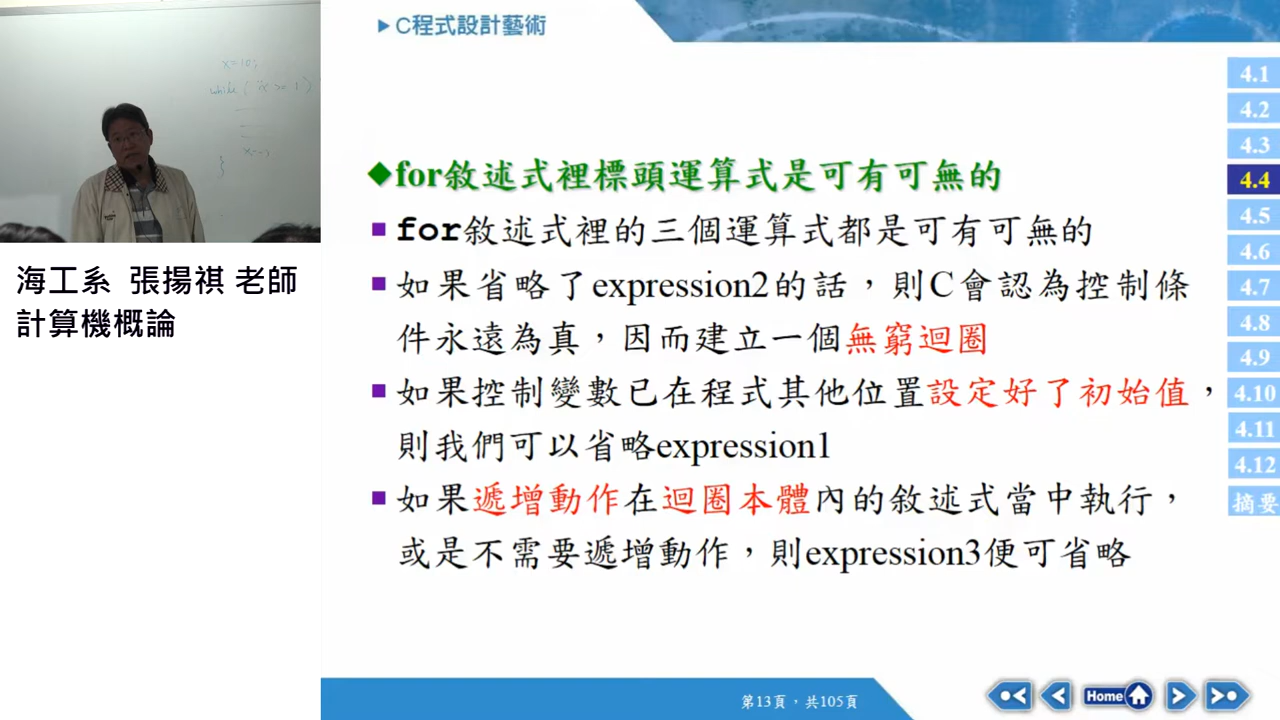 C程式設計藝術
x=10;
while ( x >= 1 )
x--;
}
海工系 張揚祺 老師
計算機概論
for敘述式裡標頭運算式是可有可無的
for敘述式裡的三個運算式都是可有可無的
如果省略了expression2的話，則C會認為控制條
件永遠為真，因而建立一個無窮迴圈
如果控制變數已在程式其他位置設定好了初始值，
則我們可以省略expression1
如果遞增動作在迴圈本體內的敘述式當中執行，
或是不需要遞增動作，則expression3便可省略
4.1
4.2
4.3
4.4
4.5
4.6
4.7
4.8
4.9
4.10
4.11
4.12
摘要
第13頁，共105頁
Home